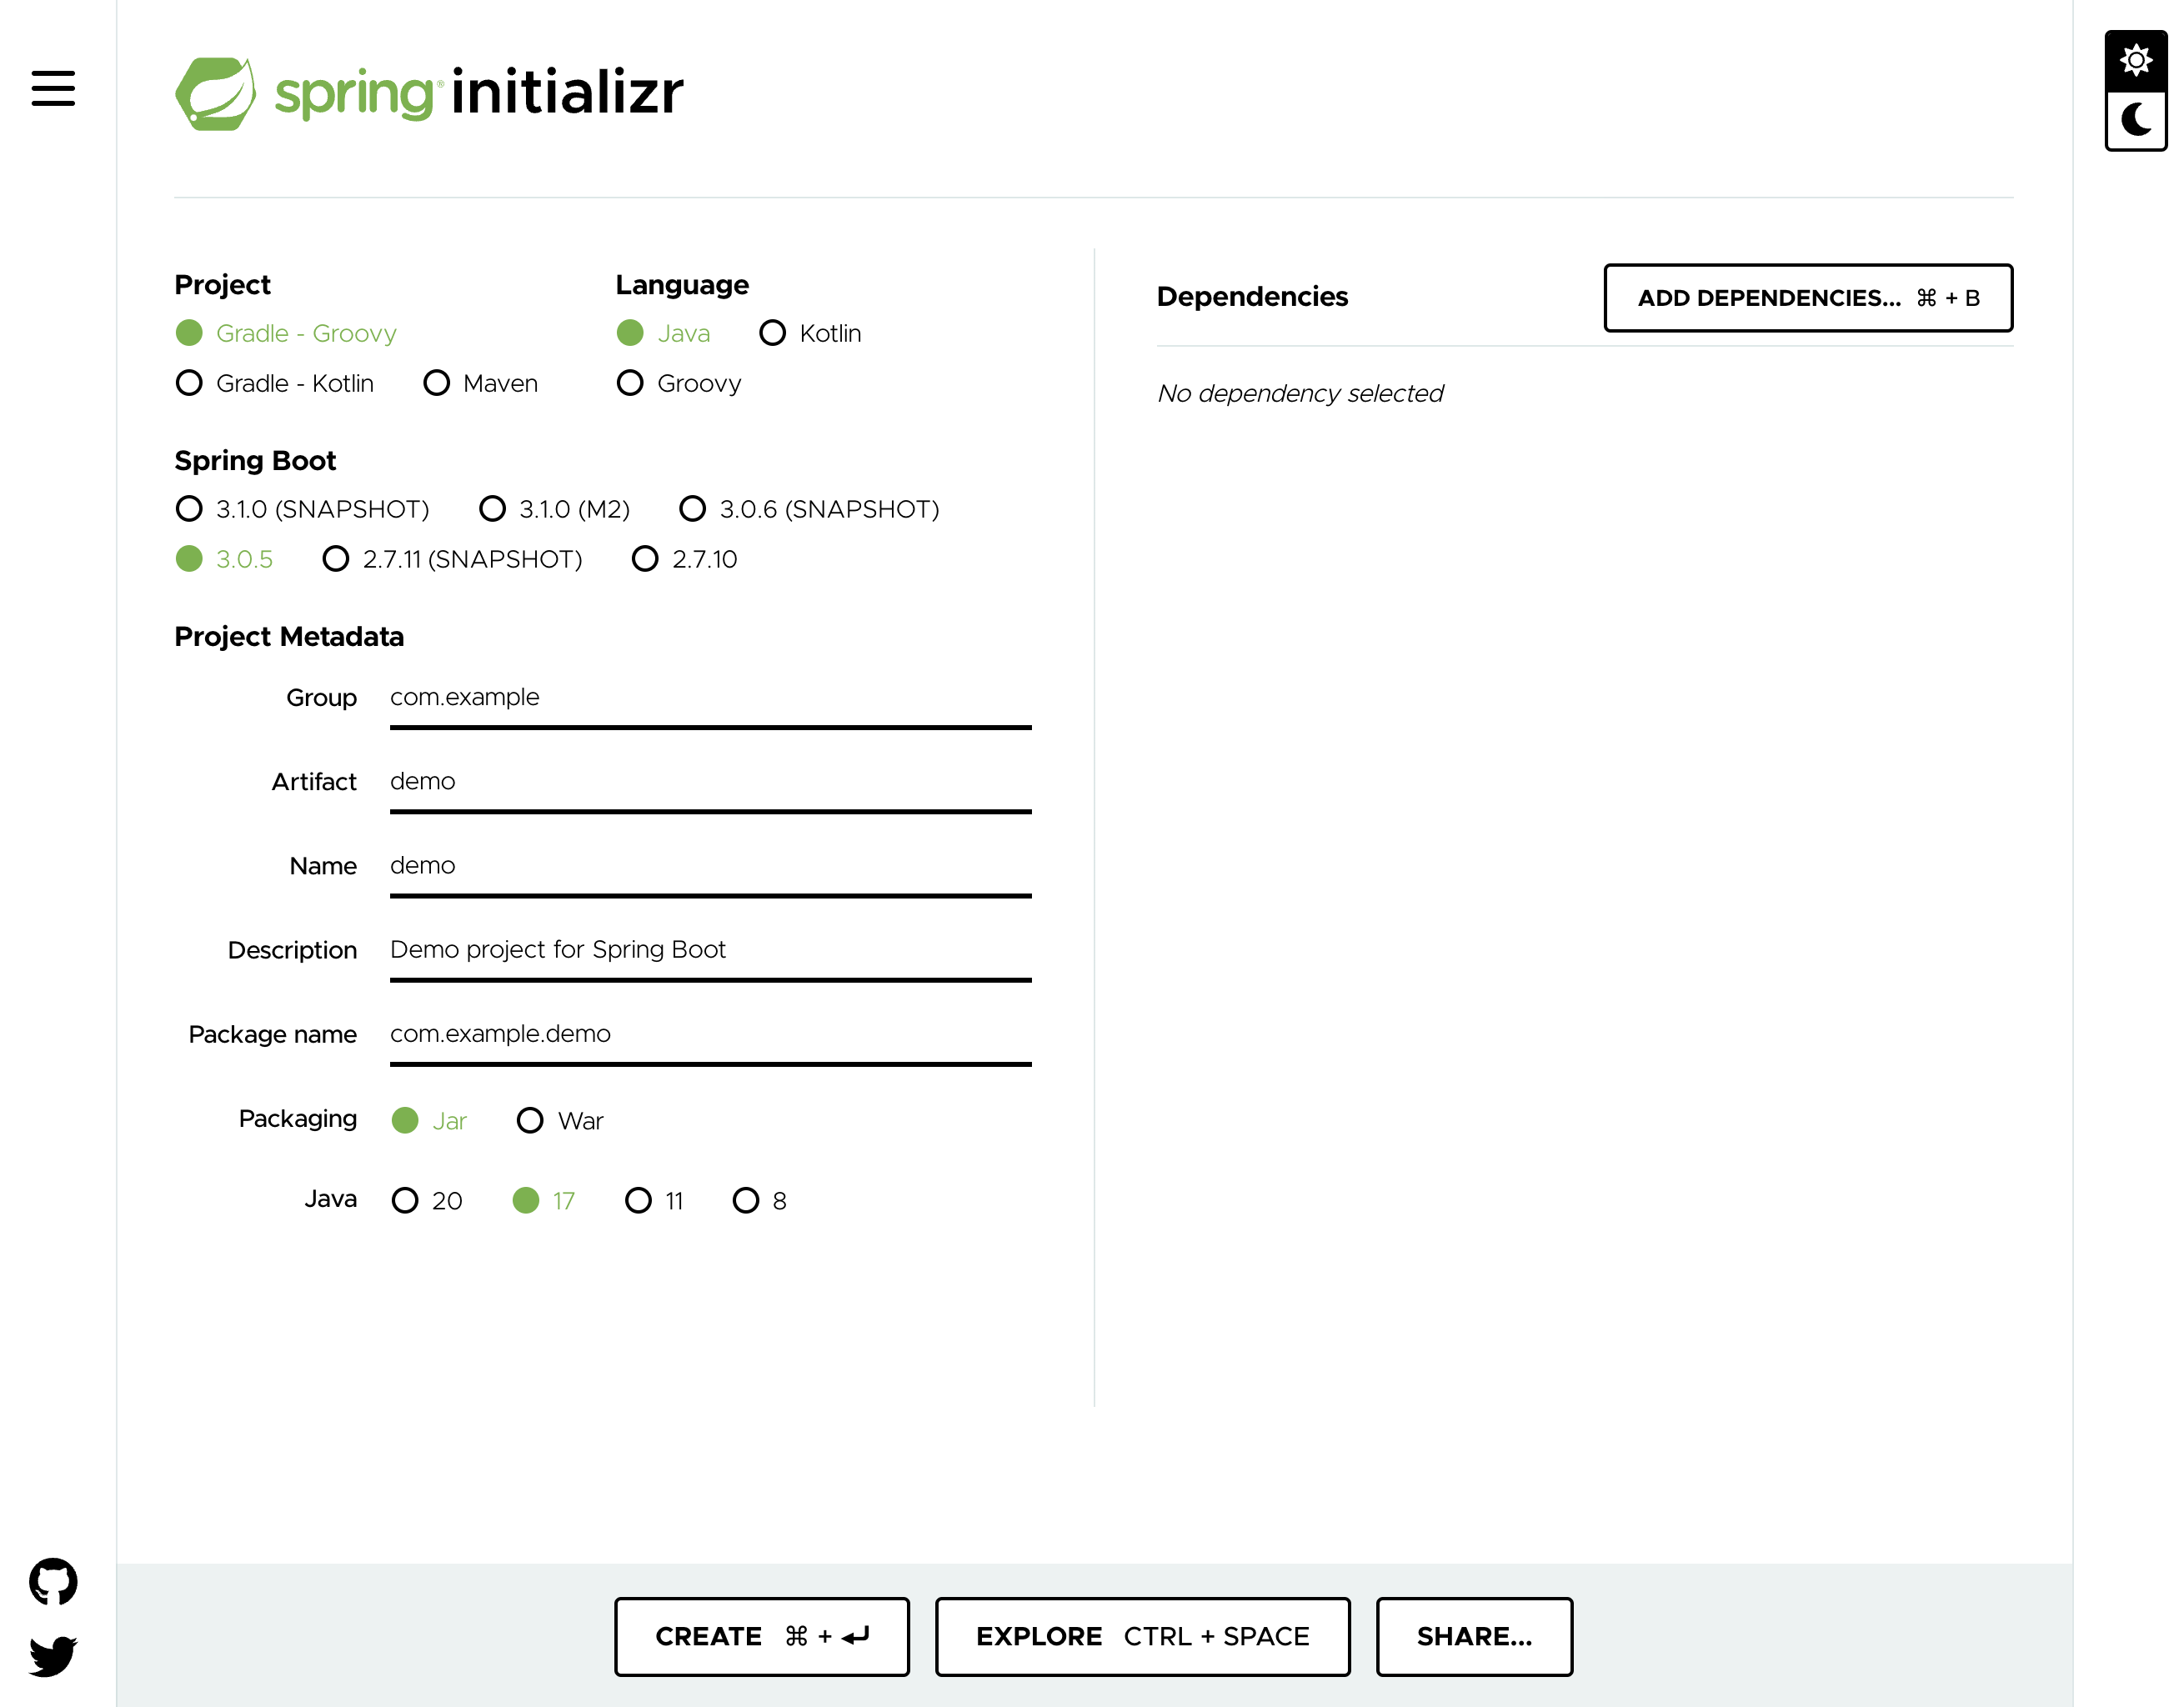 spring® initializr
Project
Gradle - Groovy
Gradle - Kotlin Maven
Language
Java Kotlin
Groovy
Spring Boot
3.1.0 (SNAPSHOT) 3.1.0 (M2) 3.0.6 (SNAPSHOT)
3.0.5 2.7.11 (SNAPSHOT) 2.7.10
Project Metadata
Group com.example
Artifact demo
Name demo
Description Demo project for Spring Boot
Package name com.example.demo
Packaging Jar War
Java 20 17 11 8
Dependencies ADD DEPENDENCIES... ⌘ + B
No dependency selected
CREATE ⌘ + ⏎ EXPLORE CTRL + SPACE SHARE...